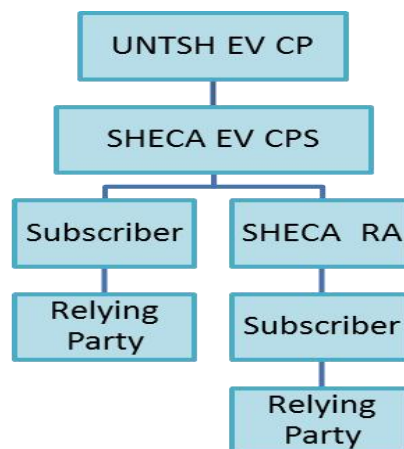 UNTSH EV CP
SHECA EV CPS
Subscriber
SHECA RA
Relying
Party
Subscriber
Relying
Party